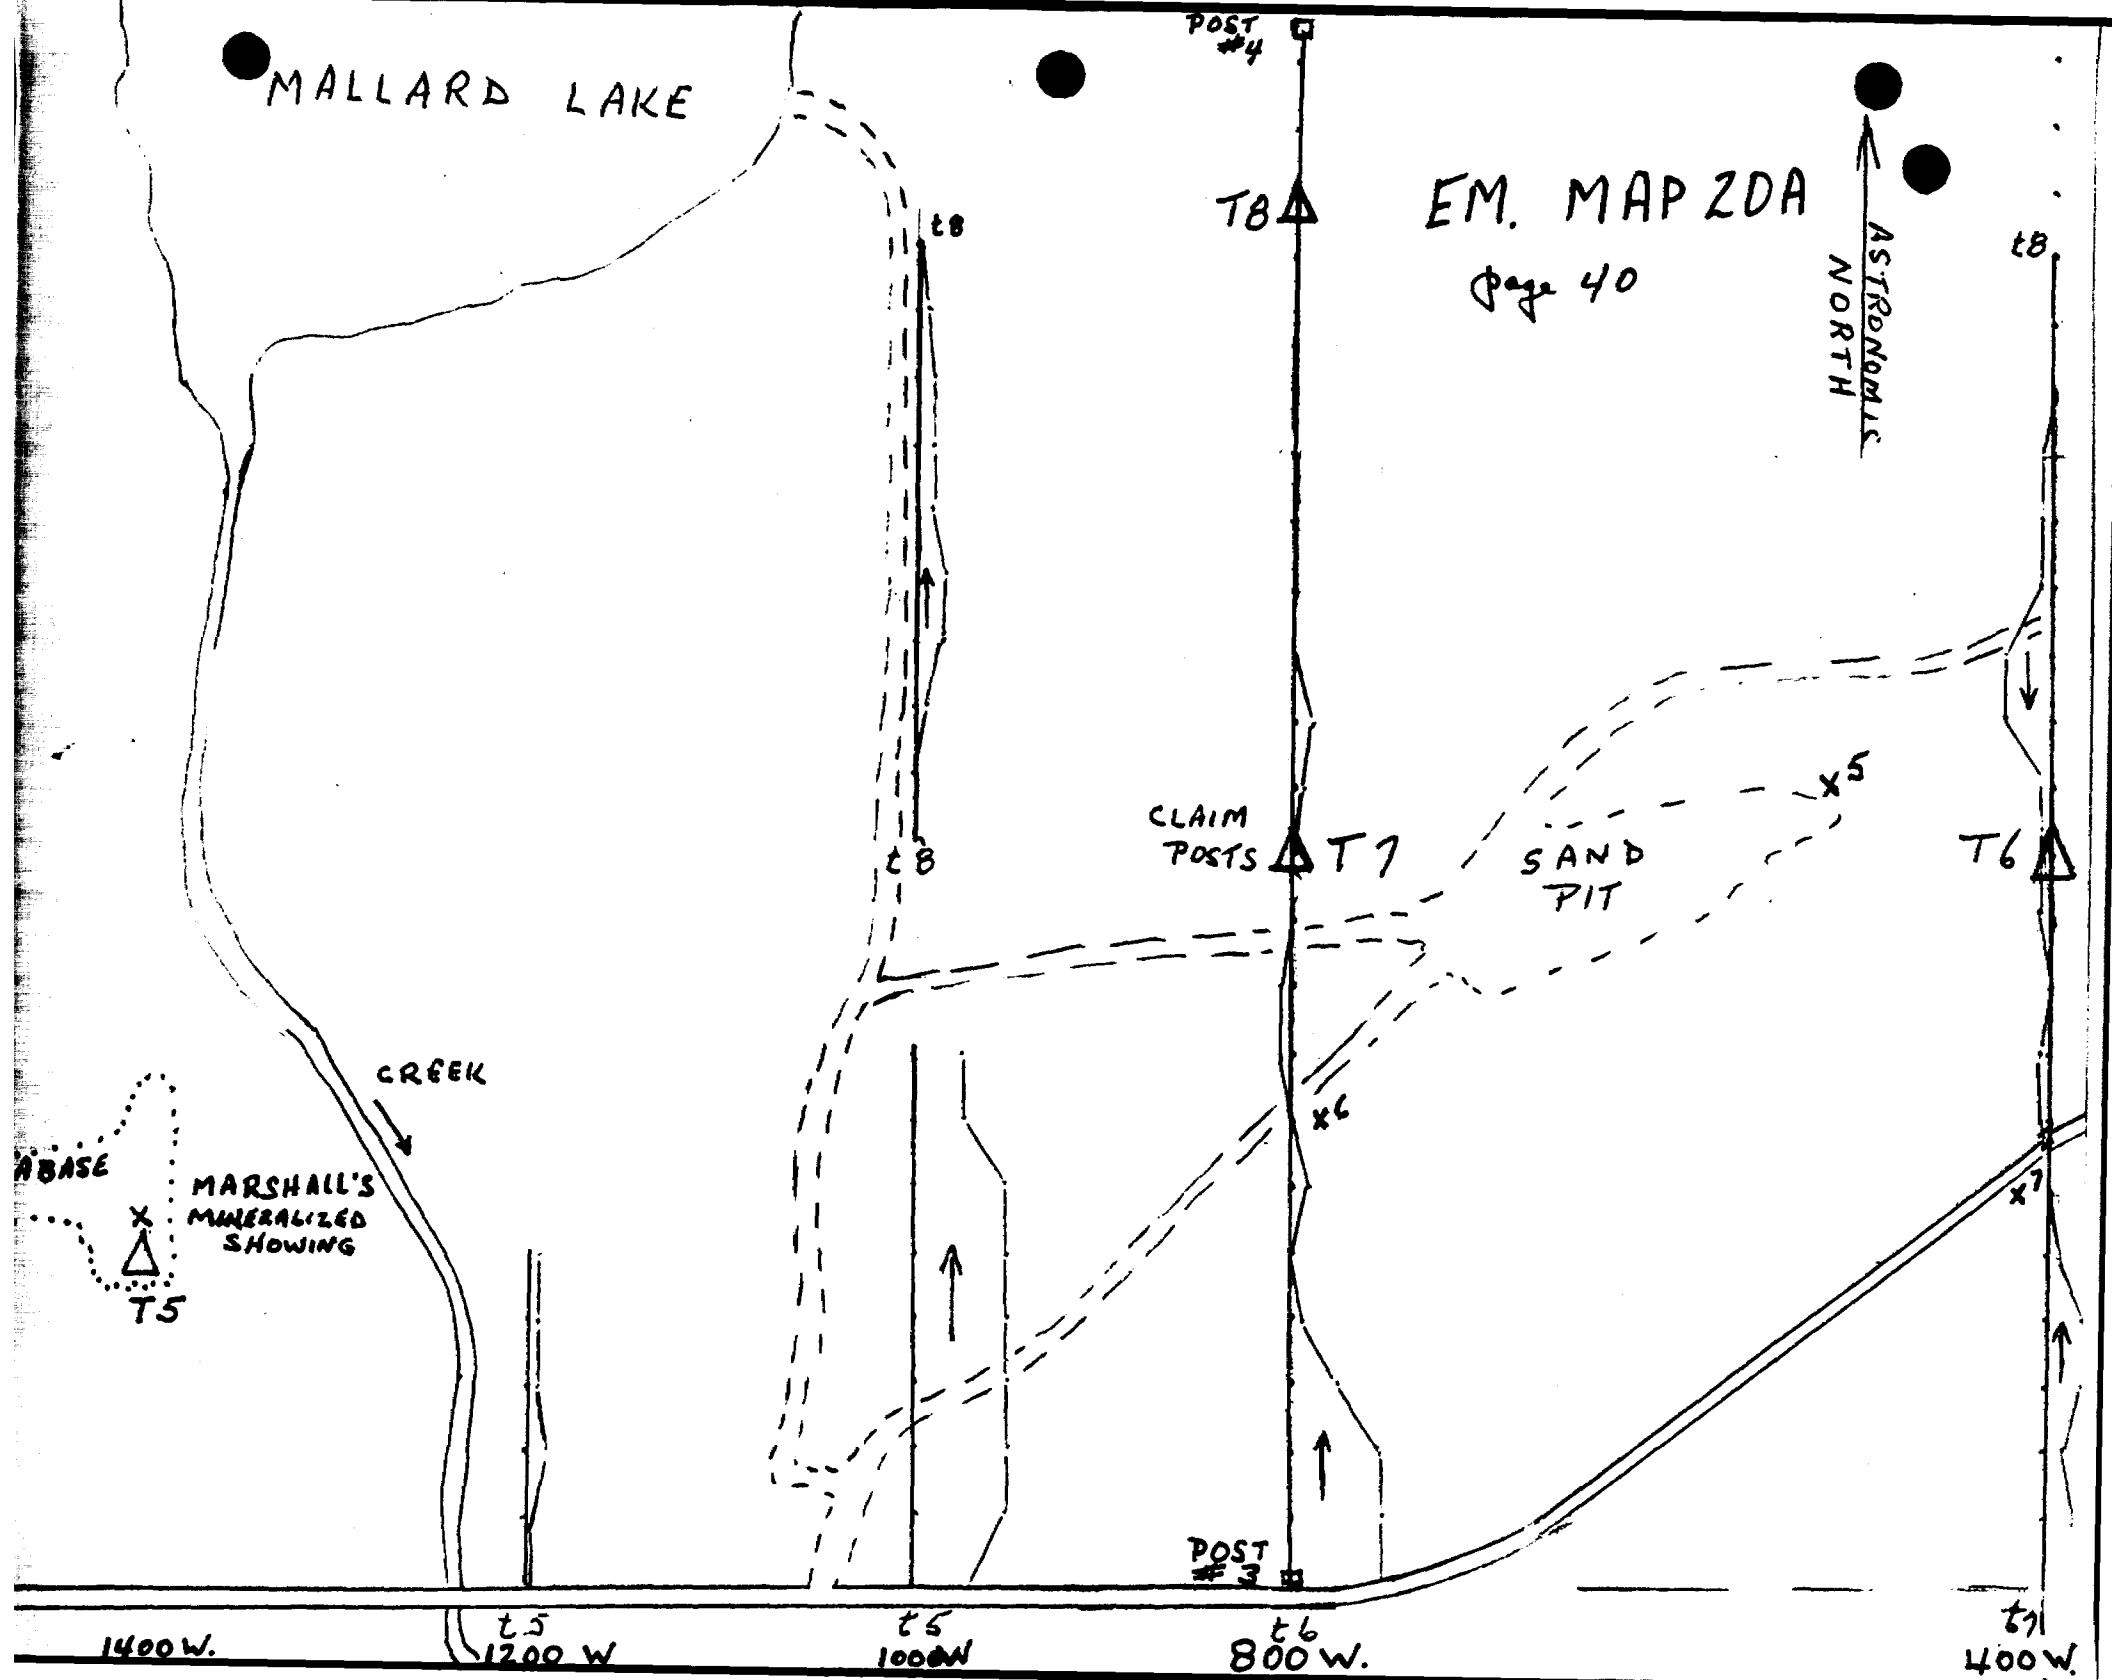 POST
#4
MALLARD LAKE
T8
EM. MAP 20A
page 40
ASTRONOMIC
NORTH
t8
t8
x5
CLAIM
POSTS
T7
SAND
PIT
T6
t8
CREEK
x6
ABASE
MARSHALL'S
MINERALIZED
SHOWING
x
T5
x7
POST
#3
t5
t5
t6
t7
1400 W.
1200 W
1000W
800 W.
400 W.